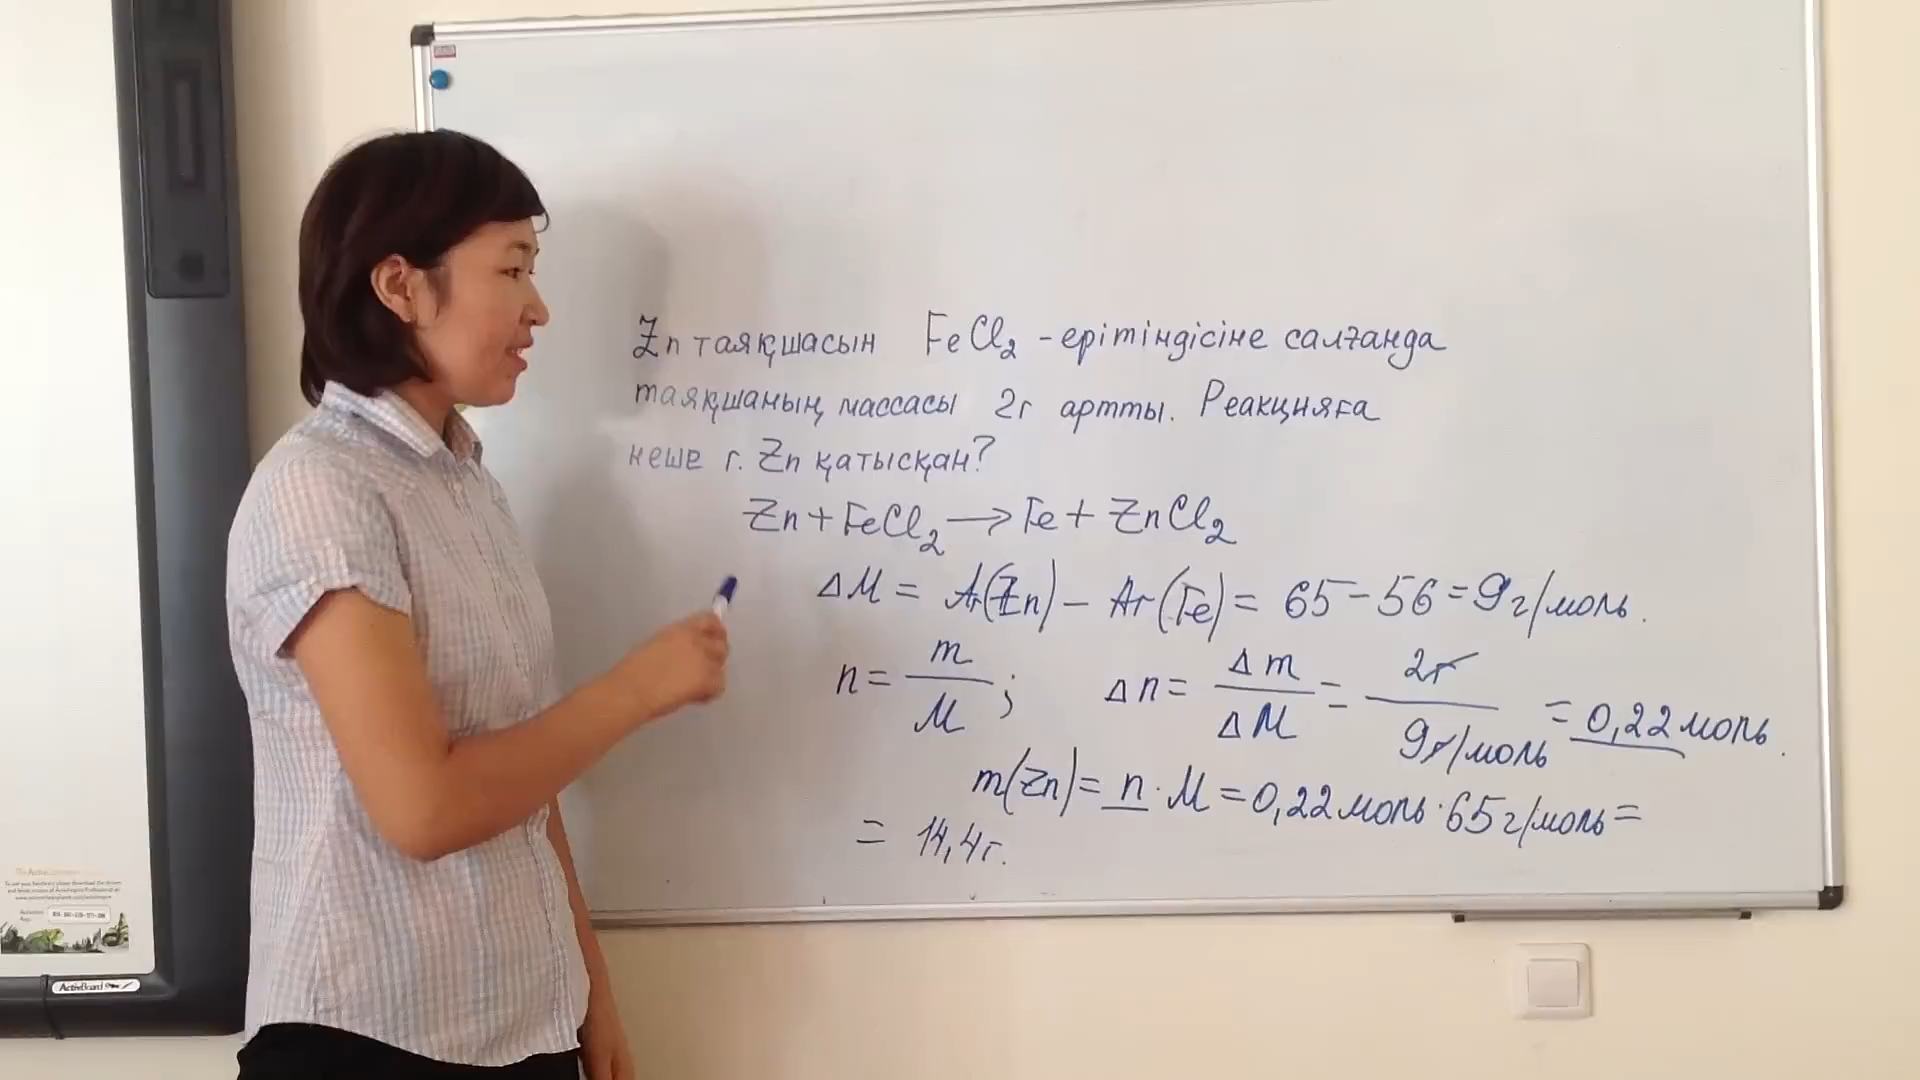 Zn таяқшасын FeCl₂ - ерітіндісіне салғанда
таяқшаның массасы 2г артты. Реакцияға
неше г. Zn қатысқан?
Zn + FeCl₂ → Fe + ZnCl₂
ΔM = Ar(Zn) - Ar(Fe) = 65 - 56 = 9 г/моль.
n = m/M ; Δn = Δm/ΔM = 2г/9г/моль = 0,22 моль.
m(Zn) = n · M = 0,22 моль · 65 г/моль =
= 14,4г.
ActivBoard